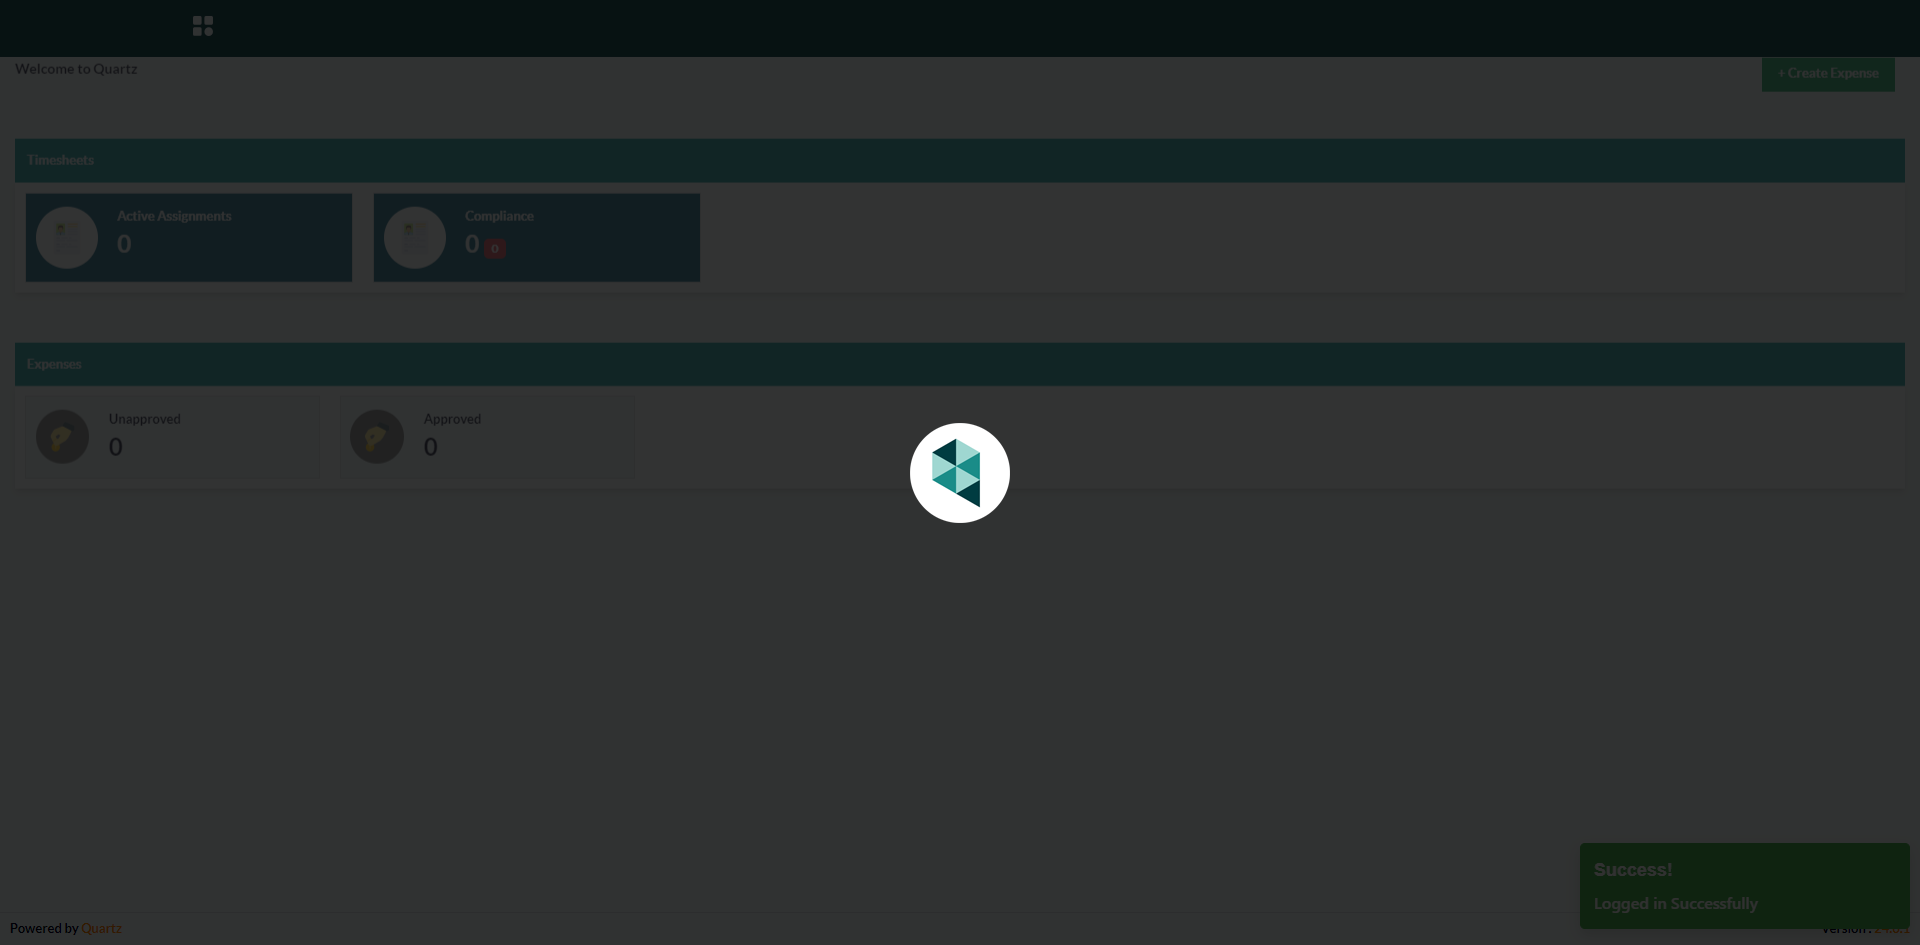 Welcome to Quartz
+ Create Expense
Timesheets
Active Assignments
0
Compliance
0 0
Expenses
Unapproved
0
Approved
0
Success!
Logged in Successfully
Powered by Quartz
Version :